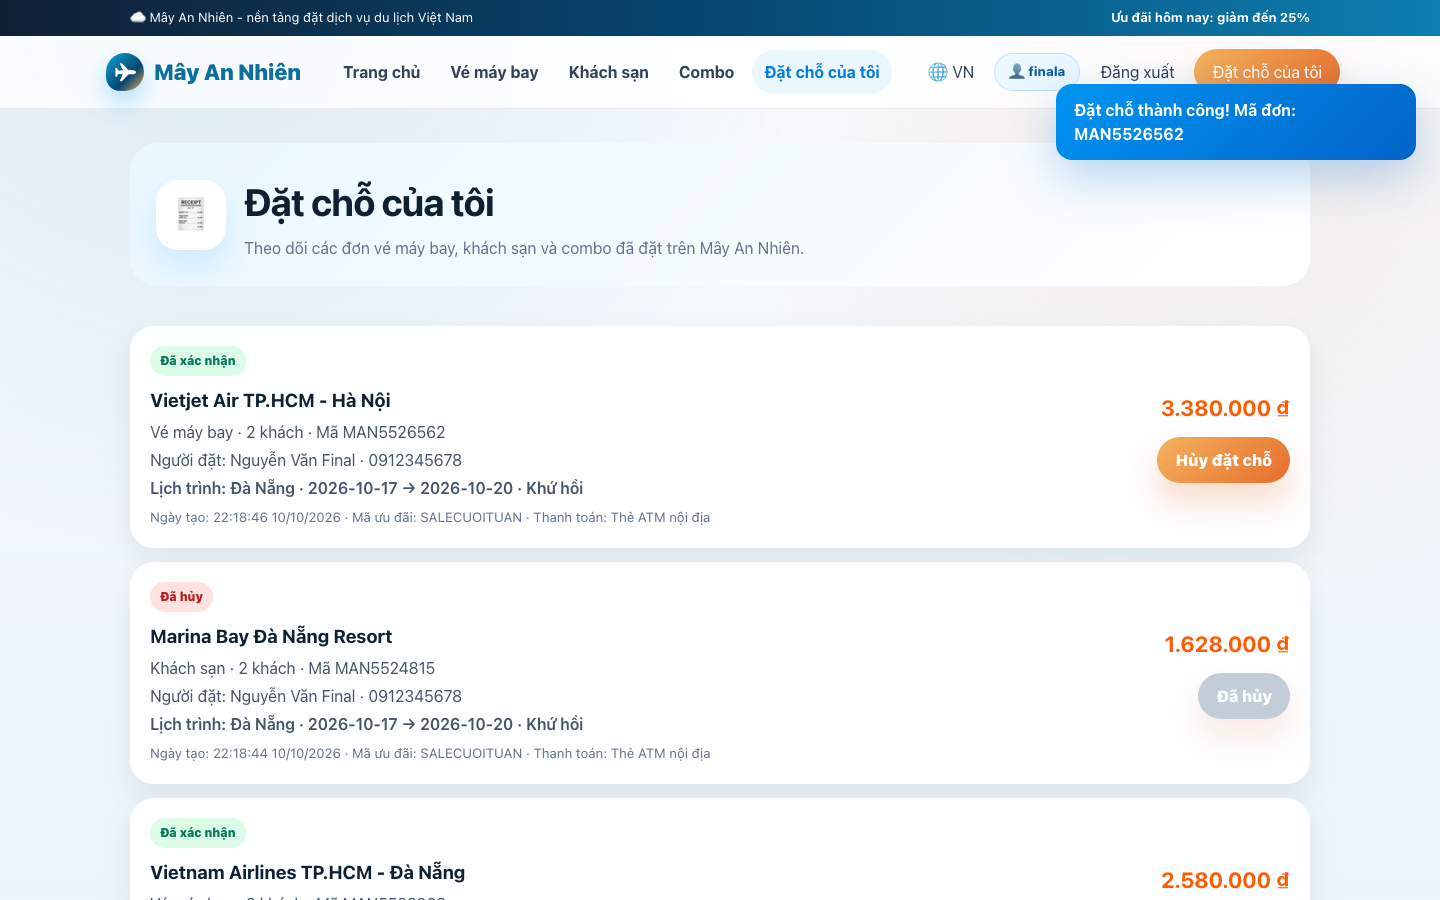 Mây An Nhiên - nền tảng đặt dịch vụ du lịch Việt Nam
Ưu đãi hôm nay: giảm đến 25%
Mây An Nhiên
Trang chủ
Vé máy bay
Khách sạn
Combo
Đặt chỗ của tôi
VN
finala
Đăng xuất
Đặt chỗ của tôi
Đặt chỗ thành công! Mã đơn:
MAN5526562
RECEIPT
Đặt chỗ của tôi
Theo dõi các đơn vé máy bay, khách sạn và combo đã đặt trên Mây An Nhiên.
Đã xác nhận
Vietjet Air TP.HCM - Hà Nội
Vé máy bay · 2 khách · Mã MAN5526562
Người đặt: Nguyễn Văn Final · 0912345678
Lịch trình: Đà Nẵng · 2026-10-17 → 2026-10-20 · Khứ hồi
Ngày tạo: 22:18:46 10/10/2026 · Mã ưu đãi: SALECUOITUAN · Thanh toán: Thẻ ATM nội địa
3.380.000 ₫
Hủy đặt chỗ
Đã hủy
Marina Bay Đà Nẵng Resort
Khách sạn · 2 khách · Mã MAN5524815
Người đặt: Nguyễn Văn Final · 0912345678
Lịch trình: Đà Nẵng · 2026-10-17 → 2026-10-20 · Khứ hồi
Ngày tạo: 22:18:44 10/10/2026 · Mã ưu đãi: SALECUOITUAN · Thanh toán: Thẻ ATM nội địa
1.628.000 ₫
Đã hủy
Đã xác nhận
Vietnam Airlines TP.HCM - Đà Nẵng
2.580.000 ₫